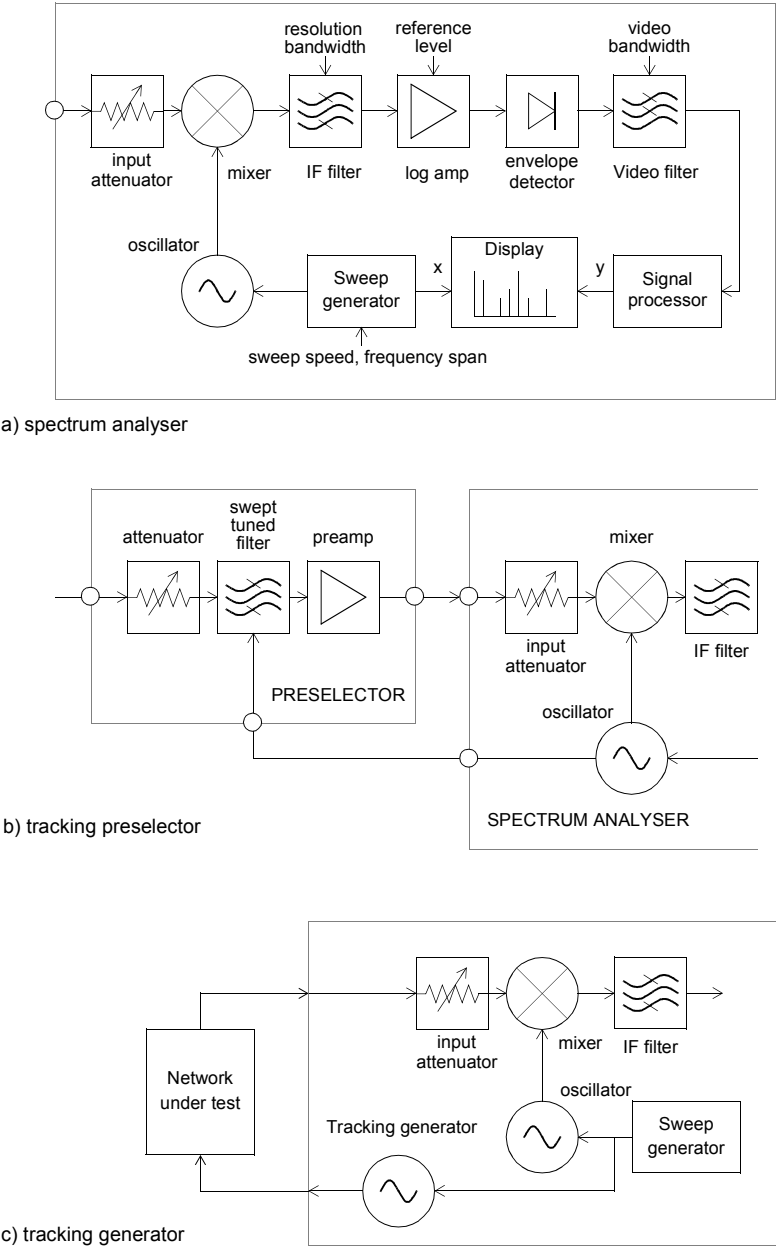 resolution
bandwidth
reference
level
video
bandwidth
input
attenuator
mixer
IF filter
log amp
envelope
detector
Video filter
oscillator
Sweep
generator
x
Display
y
Signal
processor
sweep speed, frequency span
a) spectrum analyser
attenuator
swept
tuned
filter
preamp
mixer
input
attenuator
IF filter
PRESELECTOR
oscillator
SPECTRUM ANALYSER
b) tracking preselector
input
attenuator
mixer
IF filter
Network
under test
oscillator
Tracking generator
Sweep
generator
c) tracking generator